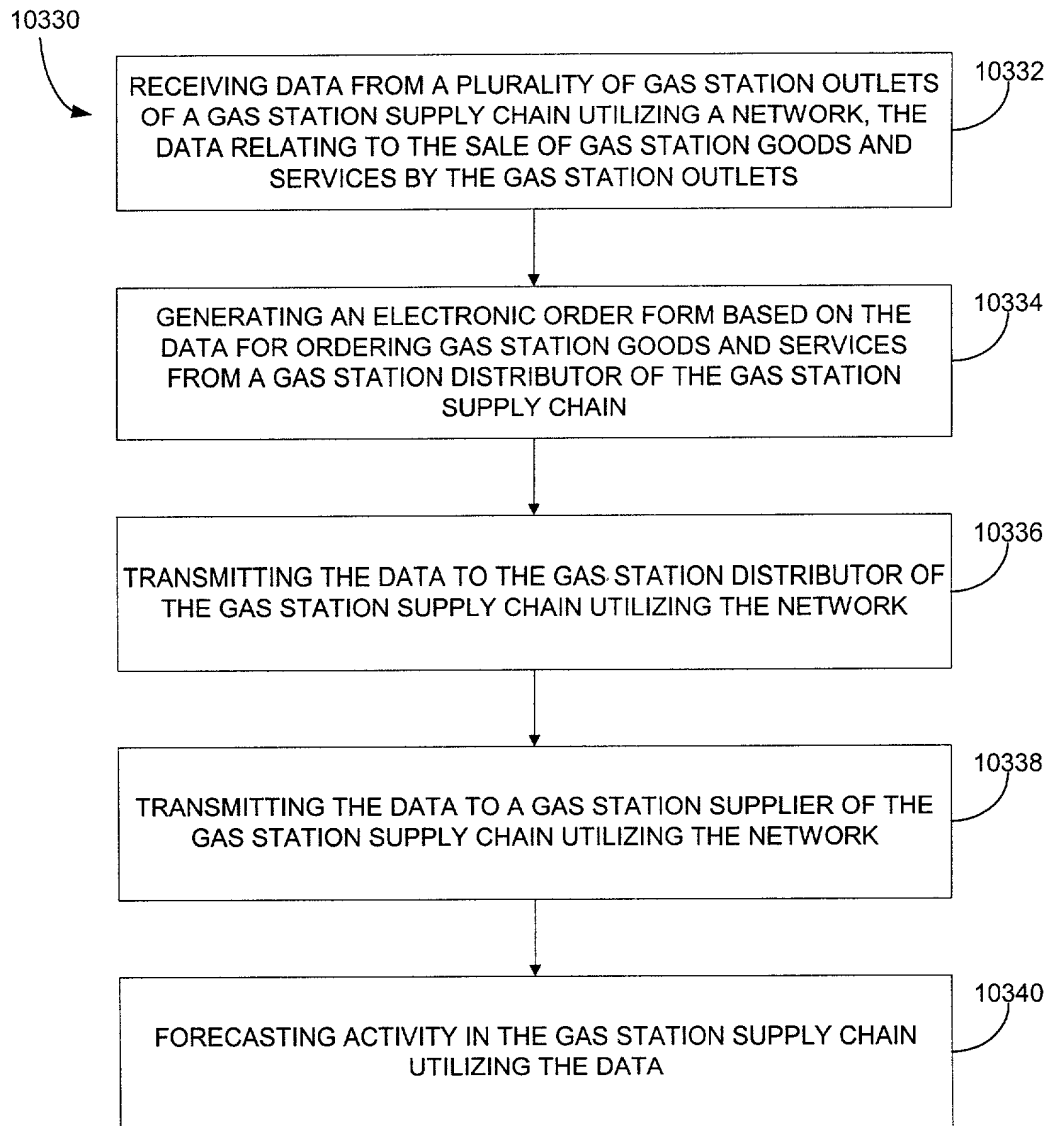 10330
RECEIVING DATA FROM A PLURALITY OF GAS STATION OUTLETS
OF A GAS STATION SUPPLY CHAIN UTILIZING A NETWORK, THE
DATA RELATING TO THE SALE OF GAS STATION GOODS AND
SERVICES BY THE GAS STATION OUTLETS
10332
GENERATING AN ELECTRONIC ORDER FORM BASED ON THE
DATA FOR ORDERING GAS STATION GOODS AND SERVICES
FROM A GAS STATION DISTRIBUTOR OF THE GAS STATION
SUPPLY CHAIN
10334
TRANSMITTING THE DATA TO THE GAS STATION DISTRIBUTOR OF
THE GAS STATION SUPPLY CHAIN UTILIZING THE NETWORK
10336
TRANSMITTING THE DATA TO A GAS STATION SUPPLIER OF THE
GAS STATION SUPPLY CHAIN UTILIZING THE NETWORK
10338
FORECASTING ACTIVITY IN THE GAS STATION SUPPLY CHAIN
UTILIZING THE DATA
10340